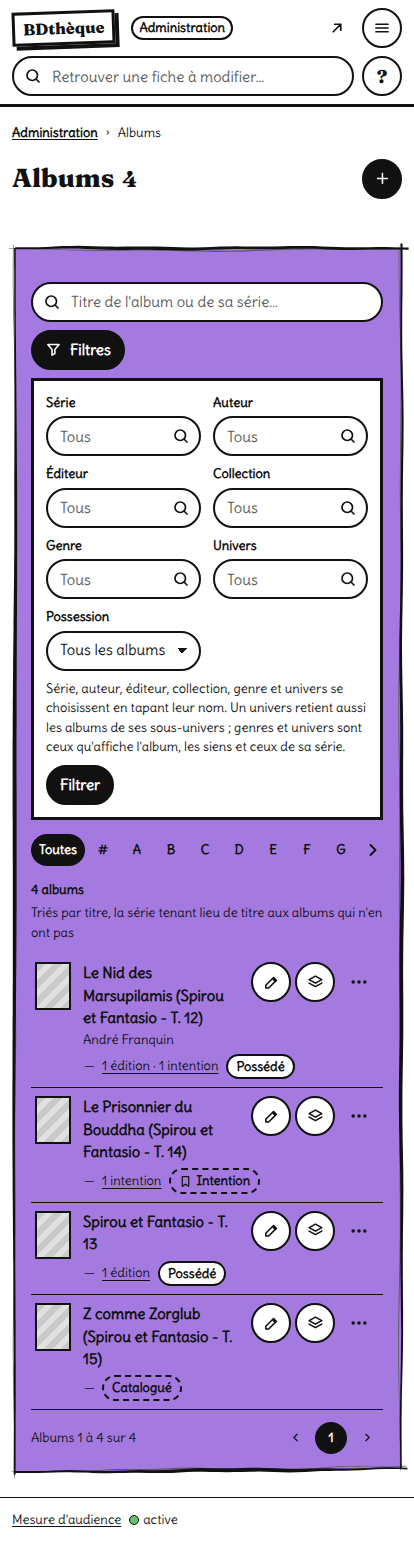 BDthèque
Administration
Retrouver une fiche à modifier...
?
Administration › Albums
Albums 4
Titre de l'album ou de sa série...
Filtres
Série
Auteur
Tous
Tous
Éditeur
Collection
Tous
Tous
Genre
Univers
Tous
Tous
Possession
Tous les albums
Série, auteur, éditeur, collection, genre et univers se
choisissent en tapant leur nom. Un univers retient aussi
les albums de ses sous-univers ; genres et univers sont
ceux qu'affiche l'album, les siens et ceux de sa série.
Filtrer
Toutes # A B C D E F G
4 albums
Triés par titre, la série tenant lieu de titre aux albums qui n'en
ont pas
Le Nid des
Marsupilamis (Spirou
et Fantasio - T. 12)
André Franquin
— 1 édition · 1 intention Possédé
Le Prisonnier du
Bouddha (Spirou et
Fantasio - T. 14)
— 1 intention Intention
Spirou et Fantasio - T.
13
— 1 édition Possédé
Z comme Zorglub
(Spirou et Fantasio - T.
15)
— Catalogué
Albums 1 à 4 sur 4
‹ 1 ›
Mesure d'audience active